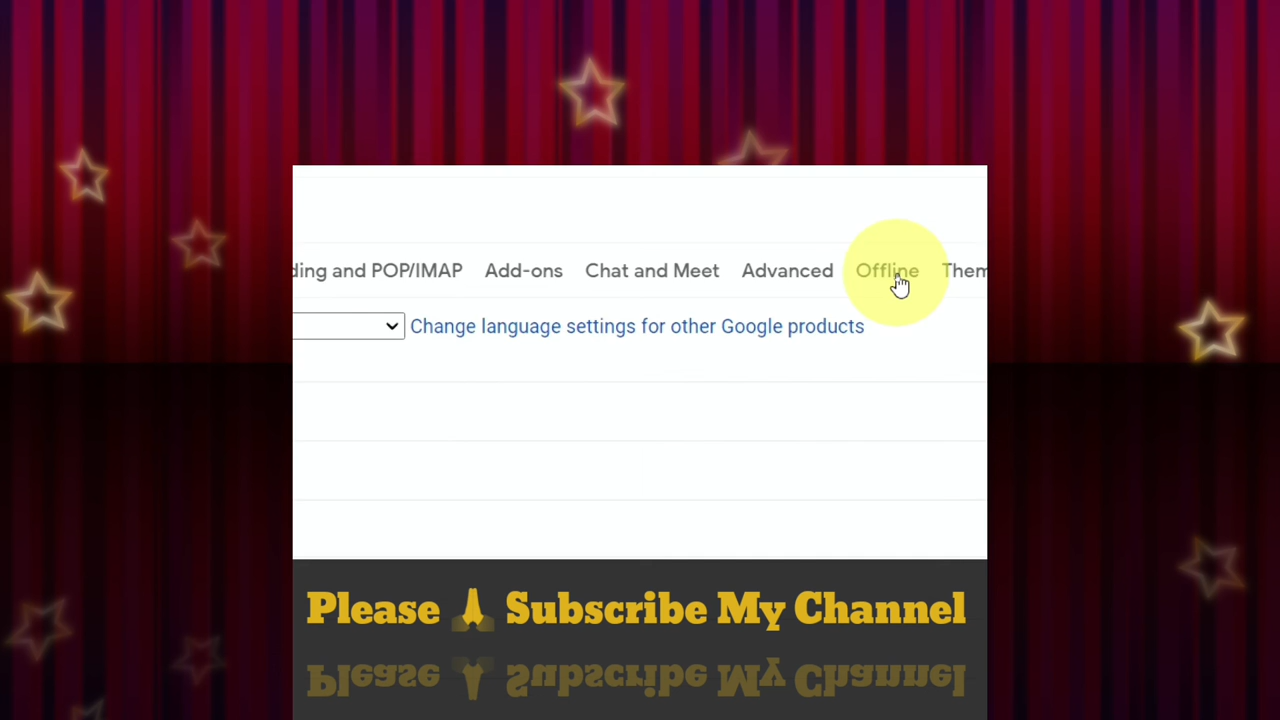 ding and POP/IMAP Add-ons Chat and Meet Advanced Offline Them
Change language settings for other Google products
Please 🙏 Subscribe My Channel